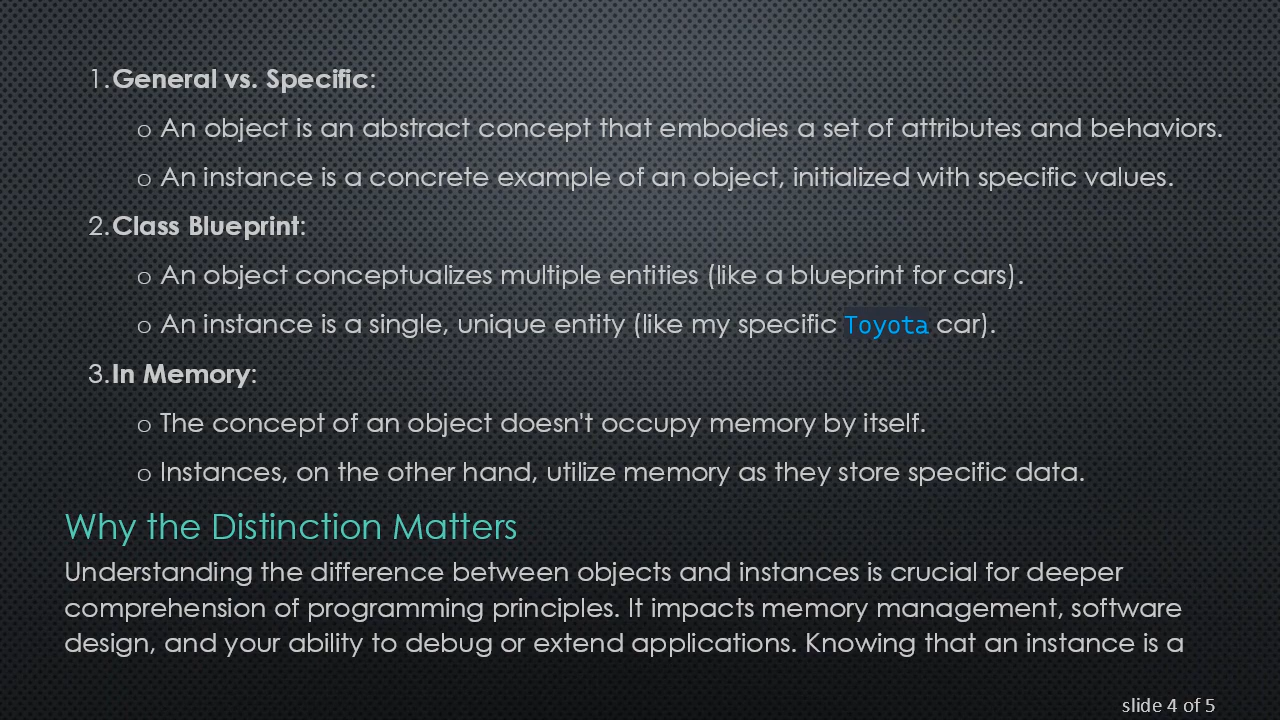 1.General vs. Specific:
o An object is an abstract concept that embodies a set of attributes and behaviors.
o An instance is a concrete example of an object, initialized with specific values.
2.Class Blueprint:
o An object conceptualizes multiple entities (like a blueprint for cars).
o An instance is a single, unique entity (like my specific Toyota car).
3.In Memory:
o The concept of an object doesn't occupy memory by itself.
o Instances, on the other hand, utilize memory as they store specific data.
Why the Distinction Matters
Understanding the difference between objects and instances is crucial for deeper
comprehension of programming principles. It impacts memory management, software
design, and your ability to debug or extend applications. Knowing that an instance is a
slide 4 of 5